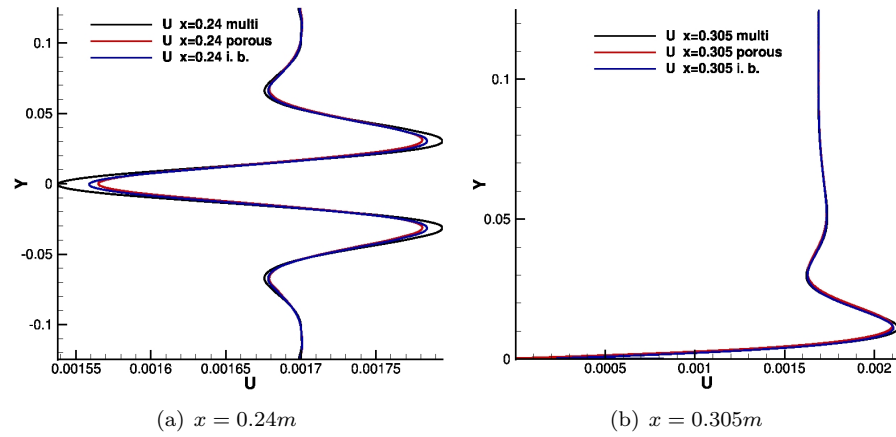 U x=0.24 multi
U x=0.24 porous
U x=0.24 i. b.
0.1
0.05
0
-0.05
-0.1
Y
0.00155
0.0016
0.00165
0.0017
0.00175
U
(a) x = 0.24m
U x=0.305 multi
U x=0.305 porous
U x=0.305 i. b.
0.1
0.05
0
Y
0.0005
0.001
0.0015
0.002
U
(b) x = 0.305m